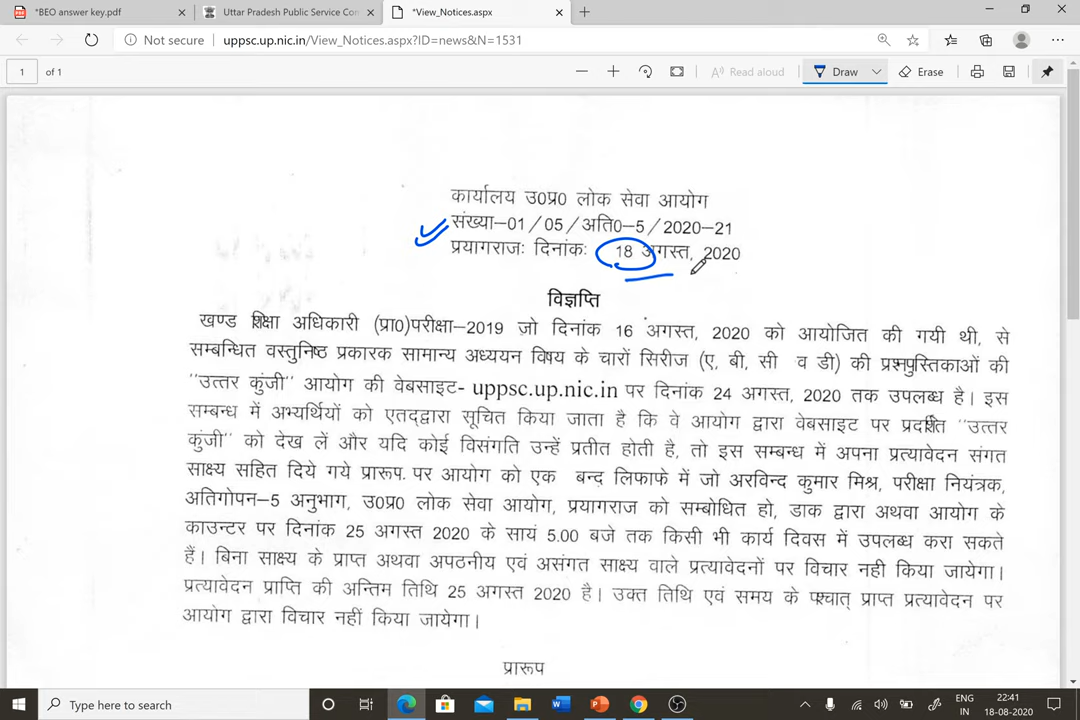 *BEO answer key.pdf
Uttar Pradesh Public Service Con
*View_Notices.aspx
Not secure
uppsc.up.nic.in/View_Notices.aspx?ID=news&N=1531
1 of 1
Read aloud
Draw
Erase
कार्यालय उ0प्र0 लोक सेवा आयोग
संख्या-01/05/अति0-5/2020-21
प्रयागराजः दिनांकः 18 अगस्त, 2020
विज्ञप्ति
खण्ड शिक्षा अधिकारी (प्रा0)परीक्षा-2019 जो दिनांक 16 अगस्त, 2020 को आयोजित की गयी थी, से
सम्बन्धित वस्तुनिष्ठ प्रकारक सामान्य अध्ययन विषय के चारों सिरीज (ए, बी, सी व डी) की प्रश्नपुस्तिकाओं की
''उत्तर कुंजी'' आयोग की वेबसाइट- uppsc.up.nic.in पर दिनांक 24 अगस्त, 2020 तक उपलब्ध है। इस
सम्बन्ध में अभ्यर्थियों को एतद्द्वारा सूचित किया जाता है कि वे आयोग द्वारा वेबसाइट पर प्रदर्शित ''उत्तर
कुंजी'' को देख लें और यदि कोई विसंगति उन्हें प्रतीत होती है, तो इस सम्बन्ध में अपना प्रत्यावेदन संगत
साक्ष्य सहित दिये गये प्रारूप. पर आयोग को एक बन्द लिफाफे में जो अरविन्द कुमार मिश्र, परीक्षा नियंत्रक,
अतिगोपन-5 अनुभाग, उ0प्र0 लोक सेवा आयोग, प्रयागराज को सम्बोधित हो, डाक द्वारा अथवा आयोग के
काउन्टर पर दिनांक 25 अगस्त 2020 के सायं 5.00 बजे तक किसी भी कार्य दिवस में उपलब्ध करा सकते
हैं। बिना साक्ष्य के प्राप्त अथवा अपठनीय एवं असंगत साक्ष्य वाले प्रत्यावेदनों पर विचार नही किया जायेगा।
प्रत्यावेदन प्राप्ति की अन्तिम तिथि 25 अगस्त 2020 है। उक्त तिथि एवं समय के पश्चात् प्राप्त प्रत्यावेदन पर
आयोग द्वारा विचार नहीं किया जायेगा।
प्रारूप
Type here to search
ENG
IN
22:41
18-08-2020